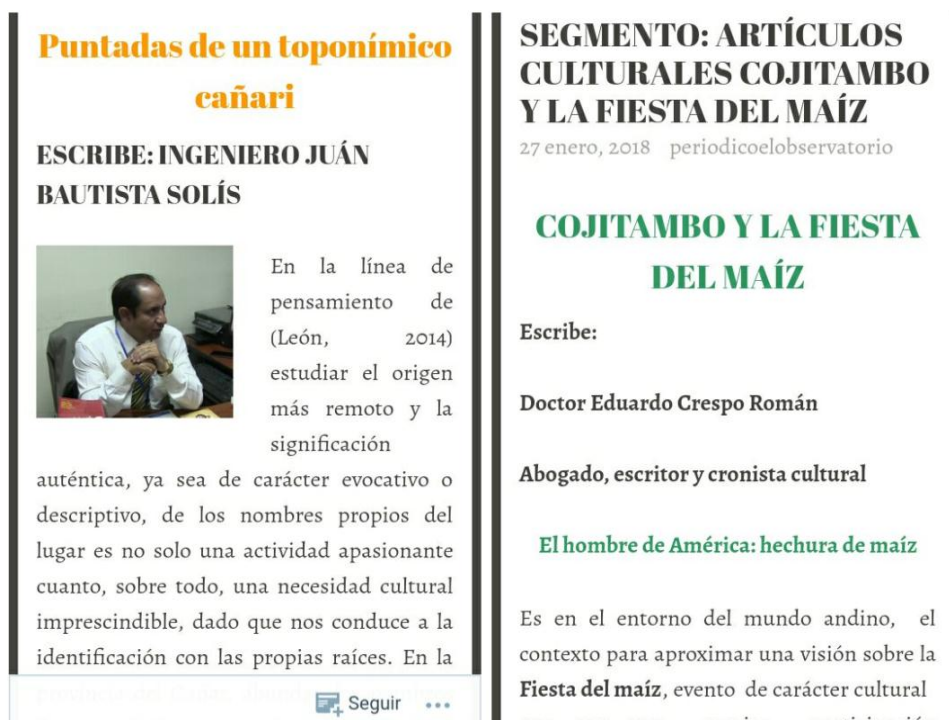 Puntadas de un toponímico
cañari
ESCRIBE: INGENIERO JUÁN
BAUTISTA SOLÍS
En la línea de
pensamiento de
(León, 2014)
estudiar el origen
más remoto y la
significación
auténtica, ya sea de carácter evocativo o
descriptivo, de los nombres propios del
lugar es no solo una actividad apasionante
cuanto, sobre todo, una necesidad cultural
imprescindible, dado que nos conduce a la
identificación con las propias raíces. En la
Seguir
SEGMENTO: ARTÍCULOS
CULTURALES COJITAMBO
Y LA FIESTA DEL MAÍZ
27 enero, 2018 periodicoelobservatorio
COJITAMBO Y LA FIESTA
DEL MAÍZ
Escribe:
Doctor Eduardo Crespo Román
Abogado, escritor y cronista cultural
El hombre de América: hechura de maíz
Es en el entorno del mundo andino, el
contexto para aproximar una visión sobre la
Fiesta del maíz, evento de carácter cultural